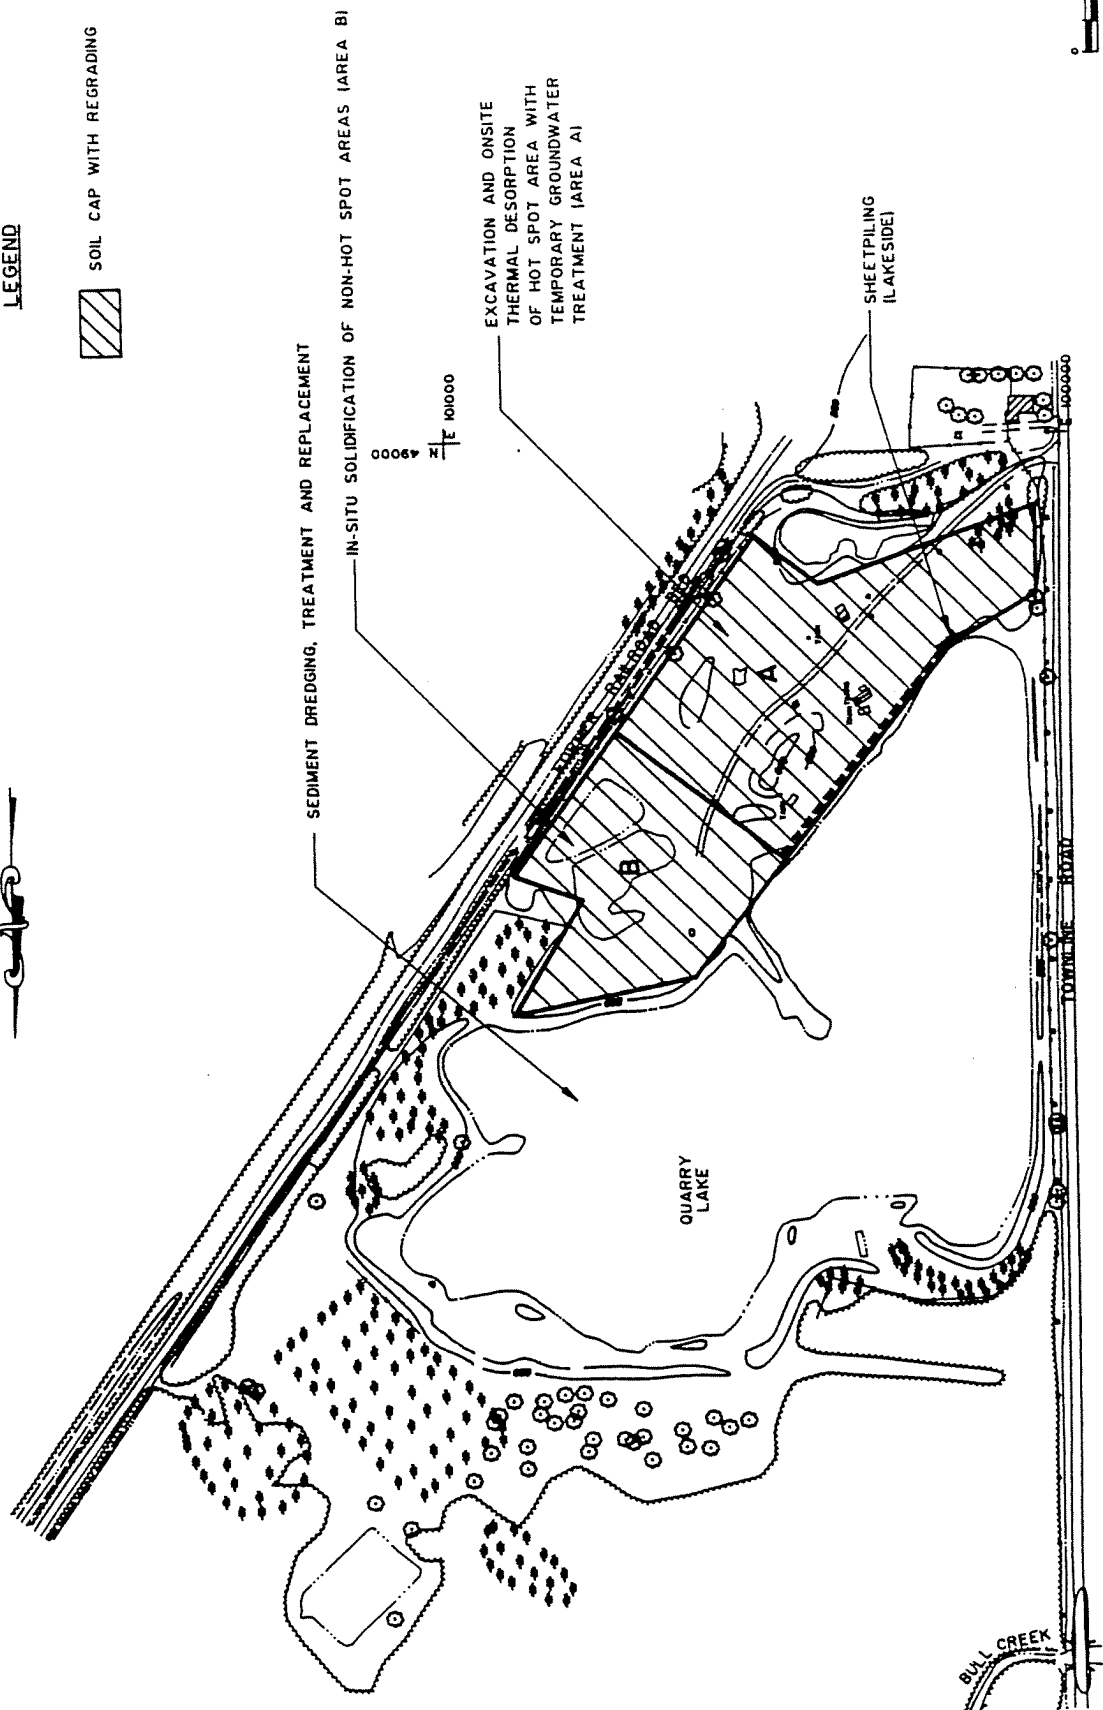 LEGEND
SOIL CAP WITH REGRADING
SEDIMENT DREDGING, TREATMENT AND REPLACEMENT
IN-SITU SOLIDIFICATION OF NON-HOT SPOT AREAS (AREA B)
N 49000
E 101000
EXCAVATION AND ONSITE
THERMAL DESORPTION
OF HOT SPOT AREA WITH
TEMPORARY GROUNDWATER
TREATMENT (AREA A)
SHEETPILING
(LAKESIDE)
RAILROAD
A
B
QUARRY
LAKE
TOWNLINE ROAD
E 100000
BULL CREEK
0